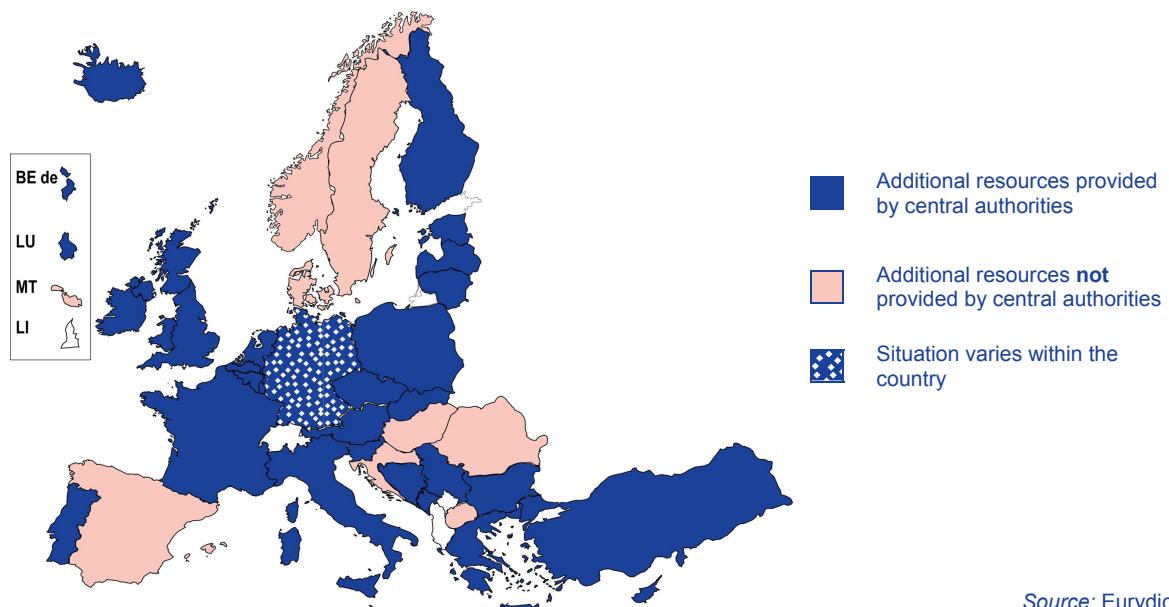 BE de
LU
MT
LI
Additional resources provided
by central authorities
Additional resources not
provided by central authorities
Situation varies within the
country
Source: Eurydic